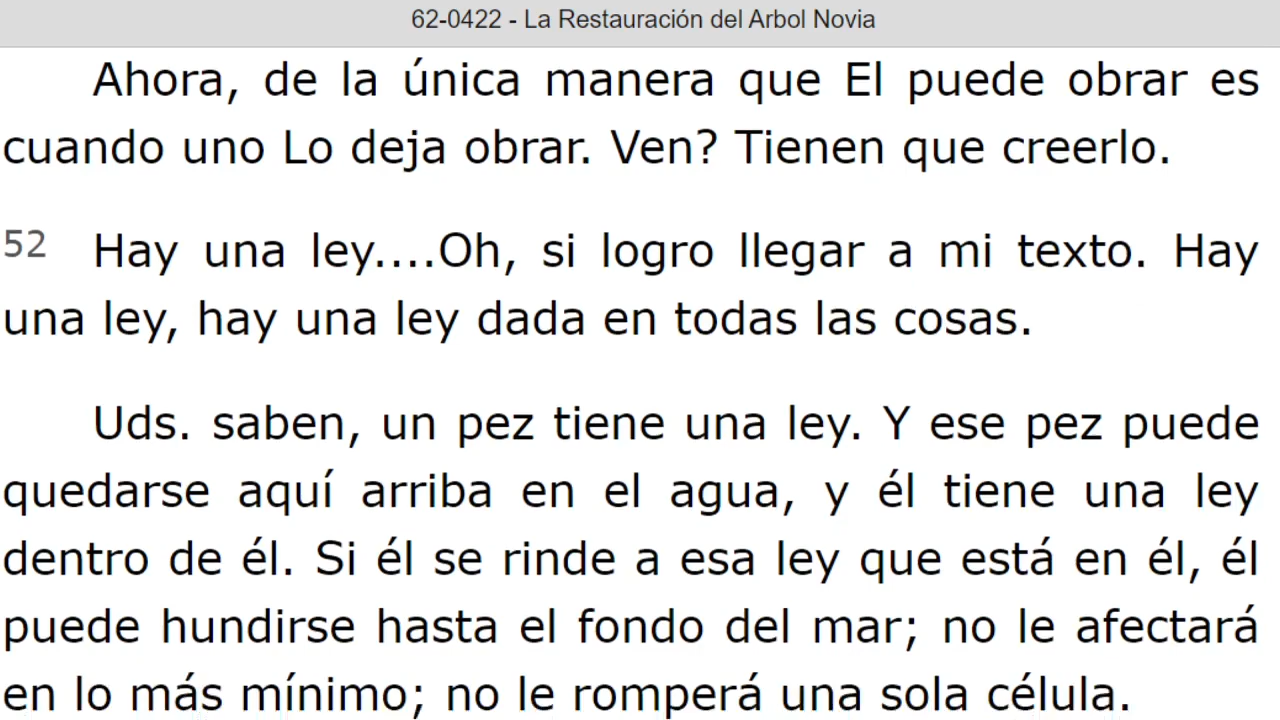 62-0422 - La Restauración del Arbol Novia
Ahora, de la única manera que El puede obrar es
cuando uno Lo deja obrar. Ven? Tienen que creerlo.
52 Hay una ley....Oh, si logro llegar a mi texto. Hay
una ley, hay una ley dada en todas las cosas.
Uds. saben, un pez tiene una ley. Y ese pez puede
quedarse aquí arriba en el agua, y él tiene una ley
dentro de él. Si él se rinde a esa ley que está en él, él
puede hundirse hasta el fondo del mar; no le afectará
en lo más mínimo; no le romperá una sola célula.